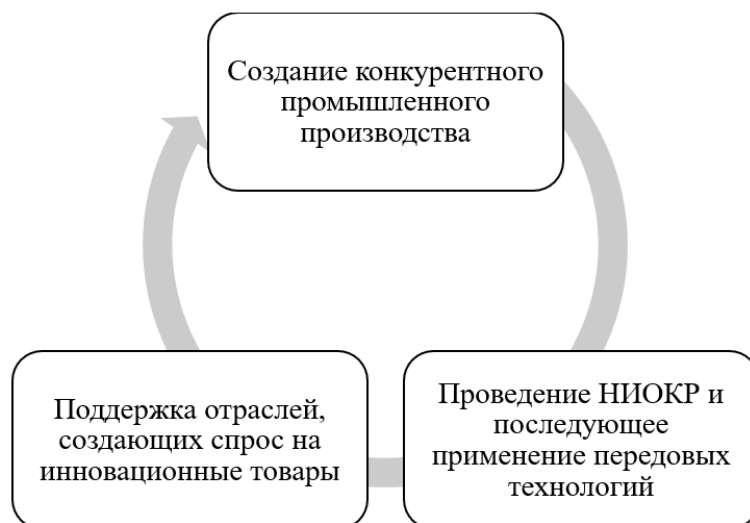 Создание конкурентного
промышленного
производства
Поддержка отраслей,
создающих спрос на
инновационные товары
Проведение НИОКР и
последующее
применение передовых
технологий